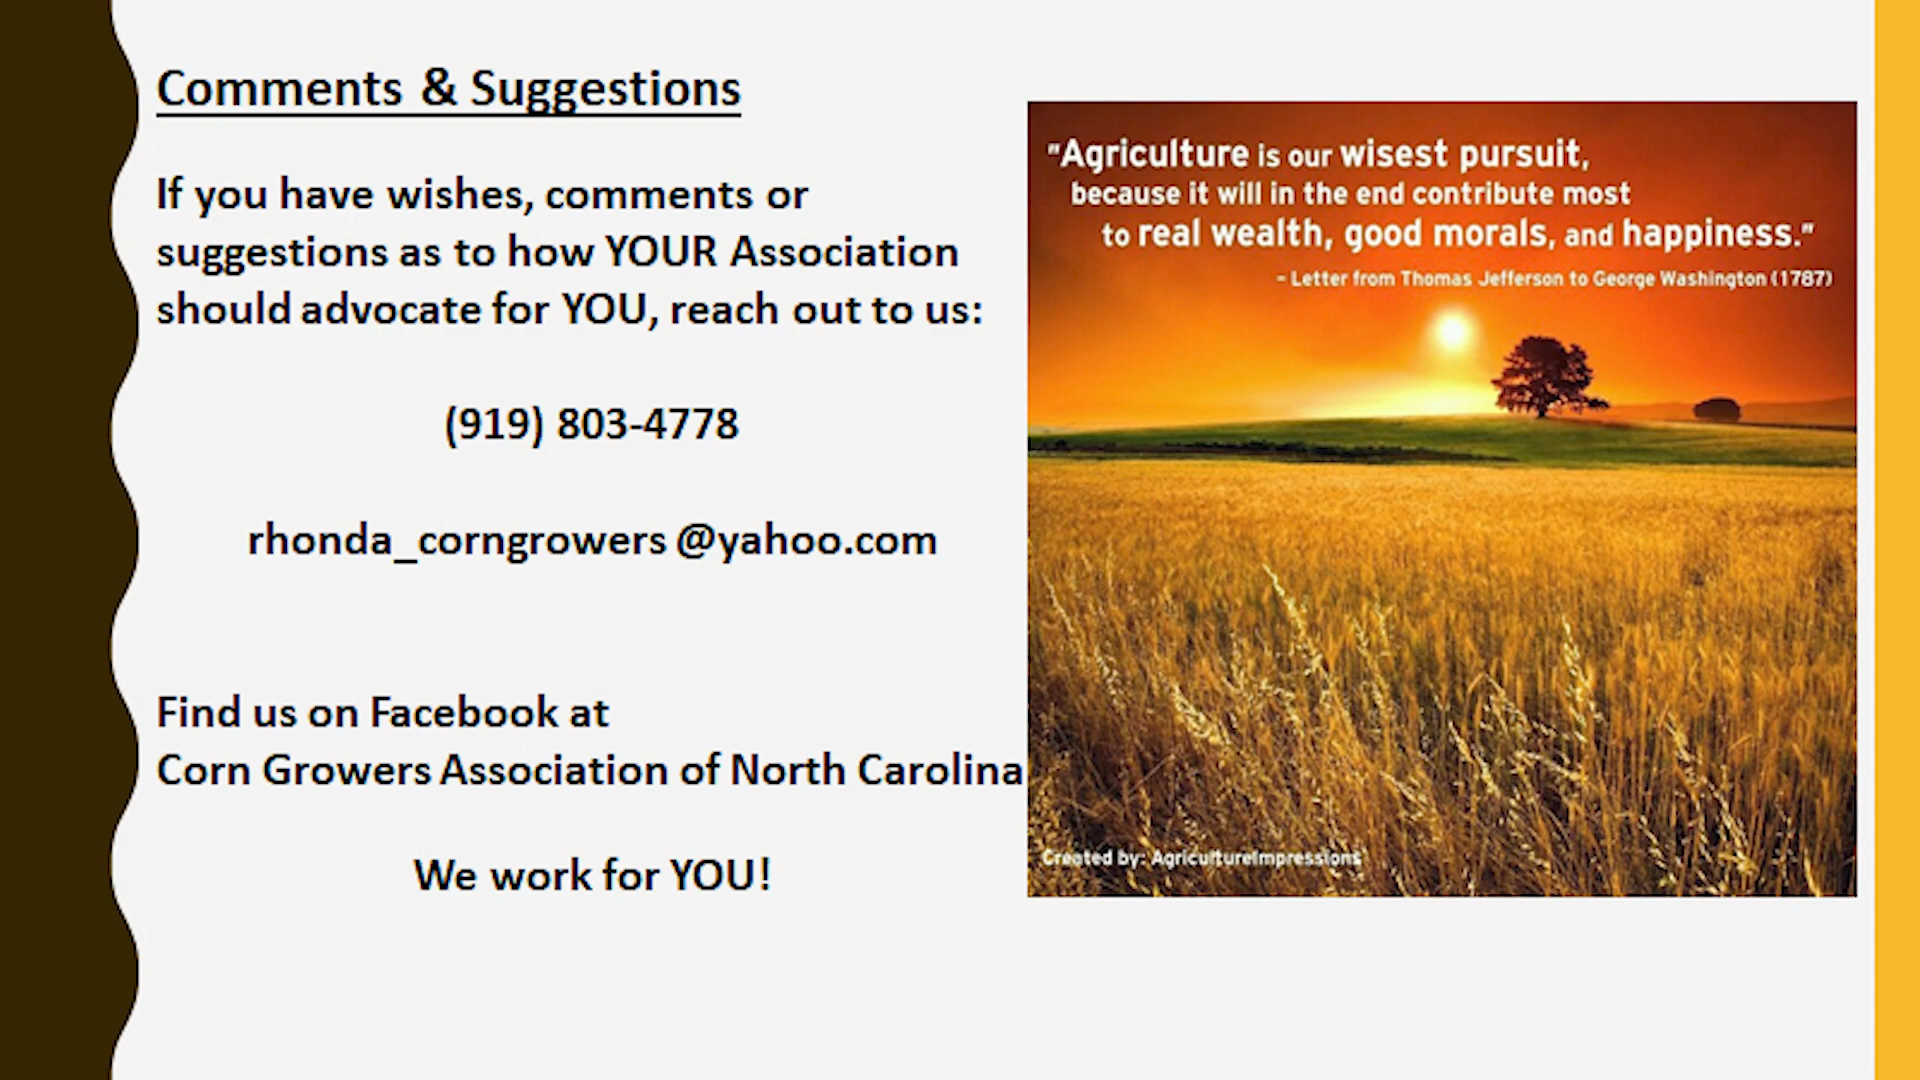 Comments & Suggestions
If you have wishes, comments or
suggestions as to how YOUR Association
should advocate for YOU, reach out to us:
(919) 803-4778
rhonda_corngrowers @yahoo.com
Find us on Facebook at
Corn Growers Association of North Carolina
We work for YOU!
"Agriculture is our wisest pursuit,
because it will in the end contribute most
to real wealth, good morals, and happiness."
- Letter from Thomas Jefferson to George Washington (1787)
Created by: AgricultureImpressions